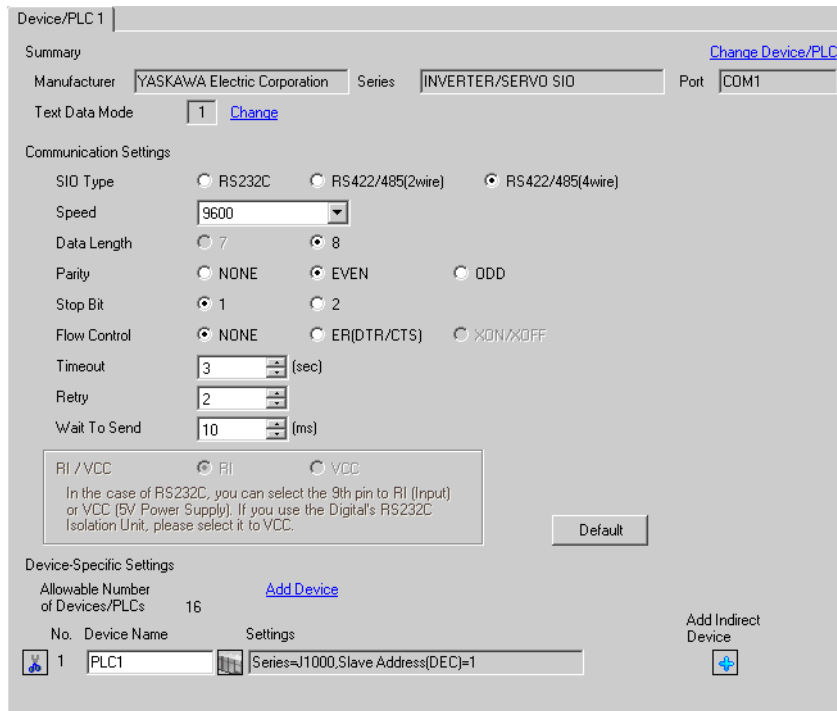 Device/PLC 1
Summary
Change Device/PLC
Manufacturer YASKAWA Electric Corporation Series INVERTER/SERVO SIO Port COM1
Text Data Mode 1 Change
Communication Settings
SIO Type RS232C RS422/485(2wire) RS422/485(4wire)
Speed 9600
Data Length 7 8
Parity NONE EVEN ODD
Stop Bit 1 2
Flow Control NONE ER(DTR/CTS) XON/XOFF
Timeout 3 (sec)
Retry 2
Wait To Send 10 (ms)
RI / VCC RI VCC
In the case of RS232C, you can select the 9th pin to RI (Input)
or VCC (5V Power Supply). If you use the Digital's RS232C
Isolation Unit, please select it to VCC.
Default
Device-Specific Settings
Allowable Number
of Devices/PLCs 16
Add Device
Add Indirect
Device
No. Device Name Settings
1 PLC1 Series=J1000,Slave Address(DEC)=1